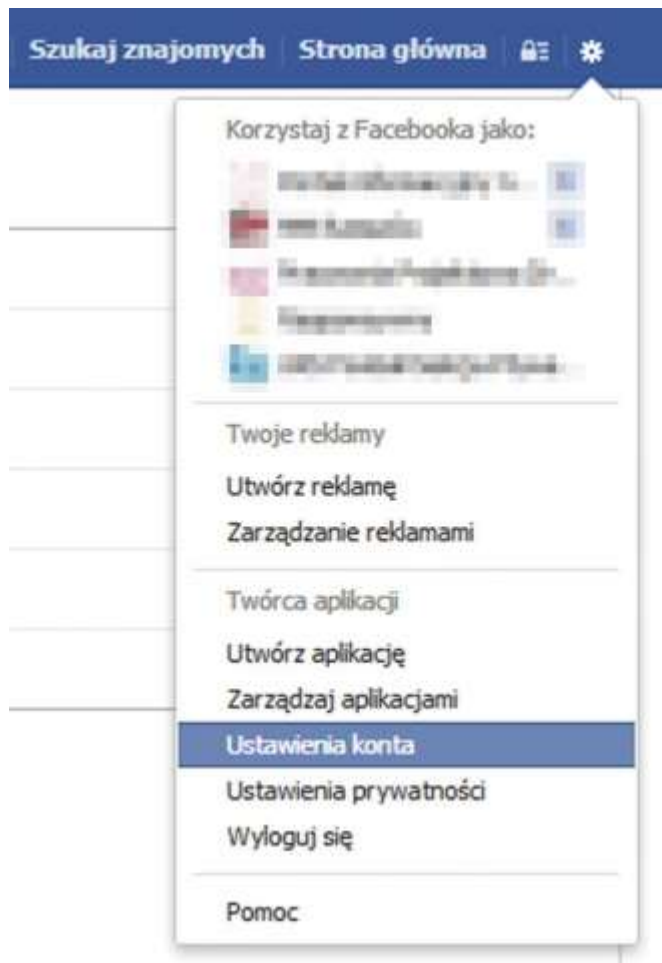 Szukaj znajomych Strona główna
Korzystaj z Facebooka jako:
Twoje reklamy
Utwórz reklamę
Zarządzanie reklamami
Twórca aplikacji
Utwórz aplikację
Zarządzaj aplikacjami
Ustawienia konta
Ustawienia prywatności
Wyloguj się
Pomoc